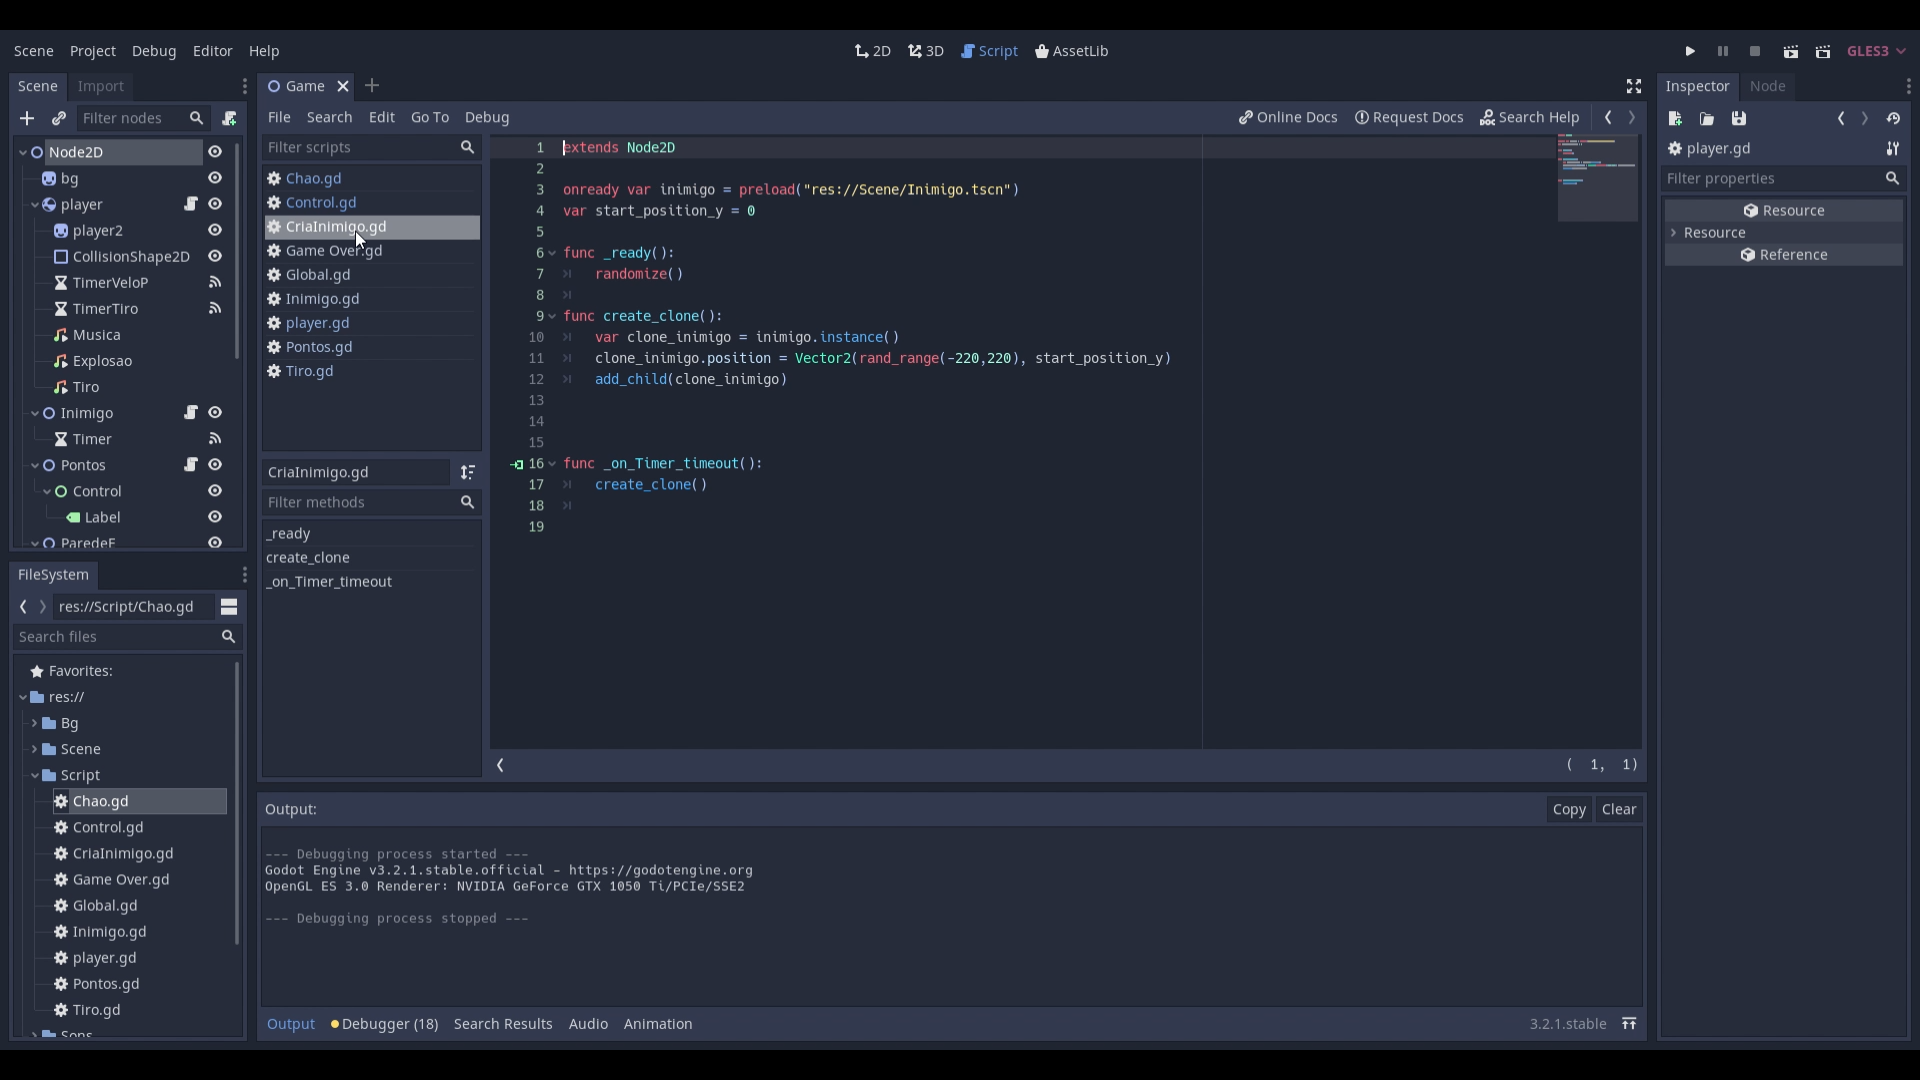 Scene Project Debug Editor Help
2D 3D Script AssetLib
GLES3
Scene Import
Filter nodes
Node2D
bg
player
player2
CollisionShape2D
TimerVeloP
TimerTiro
Musica
Explosao
Tiro
Inimigo
Timer
Pontos
Control
Label
ParedeE
FileSystem
res://Script/Chao.gd
Search files
Favorites:
res://
Bg
Scene
Script
Chao.gd
Control.gd
CriaInimigo.gd
Game Over.gd
Global.gd
Inimigo.gd
player.gd
Pontos.gd
Tiro.gd
Sons
Game
File Search Edit Go To Debug
Online Docs Request Docs Search Help
Filter scripts
Chao.gd
Control.gd
CriaInimigo.gd
Game Over.gd
Global.gd
Inimigo.gd
player.gd
Pontos.gd
Tiro.gd
CriaInimigo.gd
Filter methods
_ready
create_clone
_on_Timer_timeout
1 extends Node2D
2
3 onready var inimigo = preload("res://Scene/Inimigo.tscn")
4 var start_position_y = 0
5
6 func _ready():
7 randomize()
8
9 func create_clone():
10 var clone_inimigo = inimigo.instance()
11 clone_inimigo.position = Vector2(rand_range(-220,220), start_position_y)
12 add_child(clone_inimigo)
13
14
15
16 func _on_Timer_timeout():
17 create_clone()
18
19
( 1, 1)
Output:
Copy Clear
--- Debugging process started ---
Godot Engine v3.2.1.stable.official - https://godotengine.org
OpenGL ES 3.0 Renderer: NVIDIA GeForce GTX 1050 Ti/PCIe/SSE2
--- Debugging process stopped ---
Output Debugger (18) Search Results Audio Animation
3.2.1.stable
Inspector Node
player.gd
Filter properties
Resource
Resource
Reference